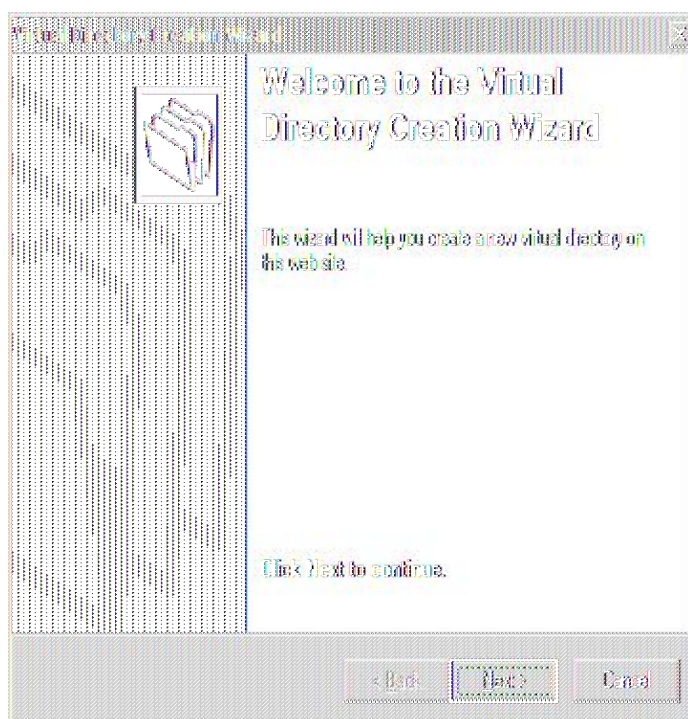 Virtual Directory Creation Wizard
Welcome to the Virtual
Directory Creation Wizard
This wizard will help you create a new virtual directory on
this web site.
Click Next to continue.
< Back
Next >
Cancel